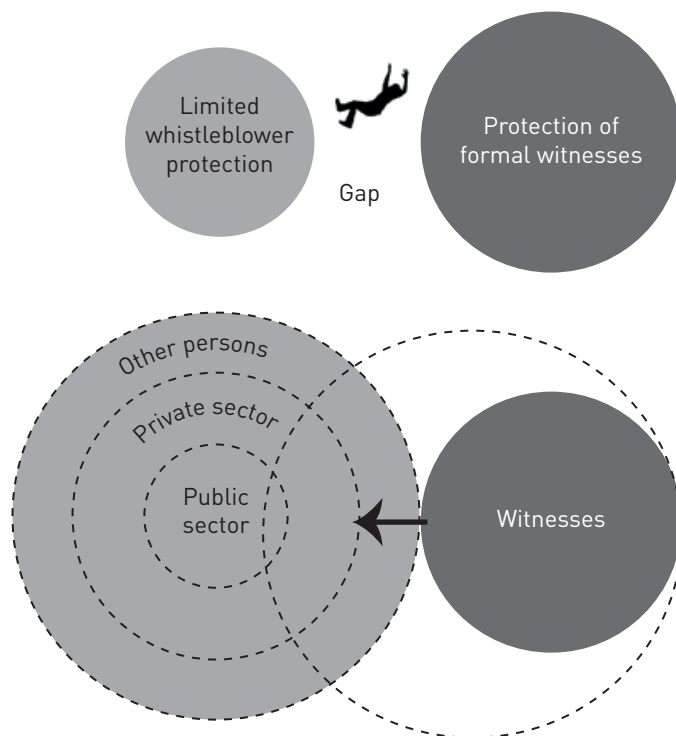 Limited
whistleblower
protection
Gap
Protection of
formal witnesses
Other persons
Private sector
Public
sector
Witnesses